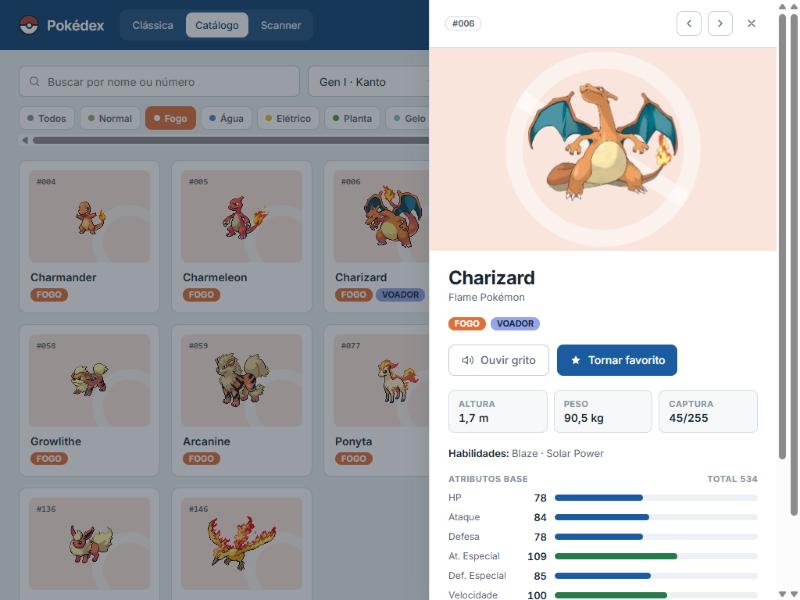 Pokédex
Clássica
Catálogo
Scanner
Buscar por nome ou número
Gen I · Kanto
Todos
Normal
Fogo
Água
Elétrico
Planta
Gelo
#004
Charmander
FOGO
#005
Charmeleon
FOGO
#006
Charizard
FOGO VOADOR
#058
Growlithe
FOGO
#059
Arcanine
FOGO
#077
Ponyta
FOGO
#136
#146
#006
Charizard
Flame Pokémon
FOGO VOADOR
Ouvir grito
Tornar favorito
ALTURA
1,7 m
PESO
90,5 kg
CAPTURA
45/255
Habilidades: Blaze · Solar Power
ATRIBUTOS BASE TOTAL 534
HP 78
Ataque 84
Defesa 78
At. Especial 109
Def. Especial 85
Velocidade 100